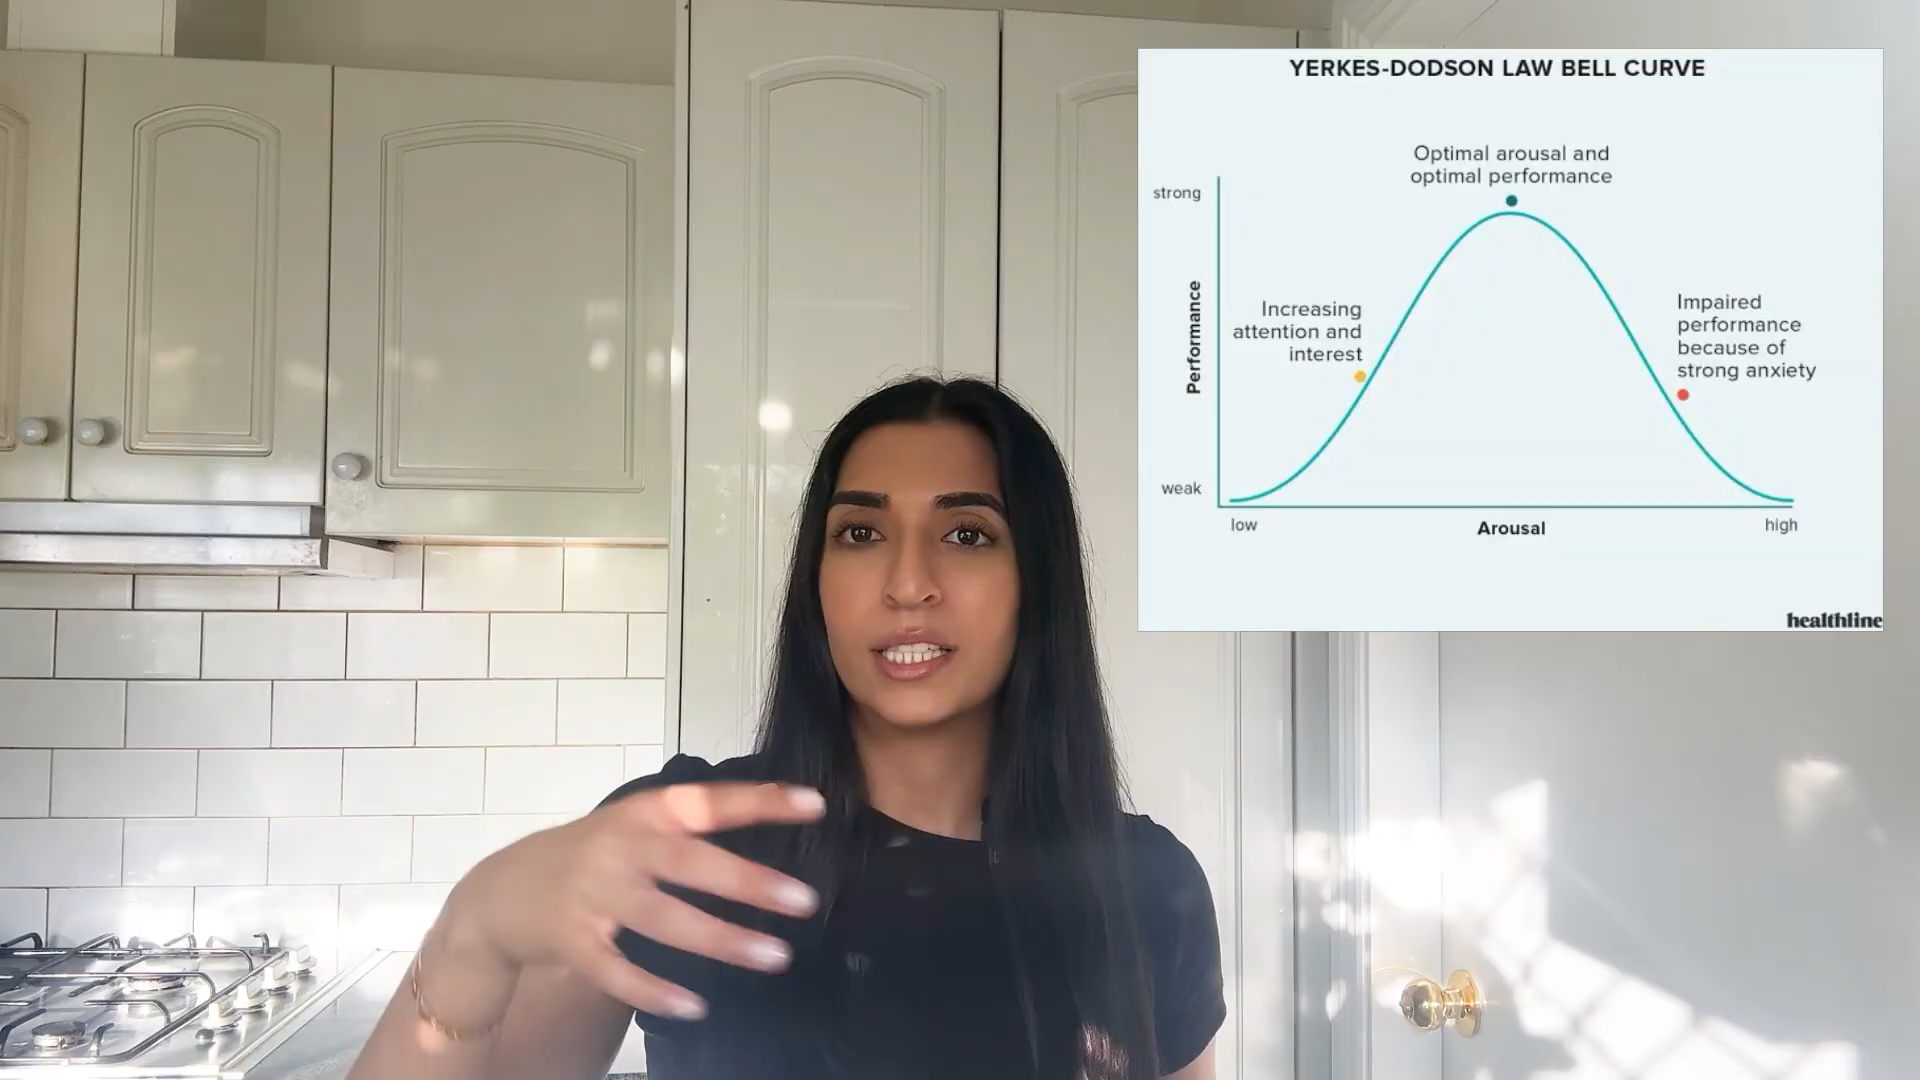 YERKES-DODSON LAW BELL CURVE
Optimal arousal and
optimal performance
strong
Increasing
attention and
interest
Impaired
performance
because of
strong anxiety
Performance
weak
low
Arousal
high
healthline